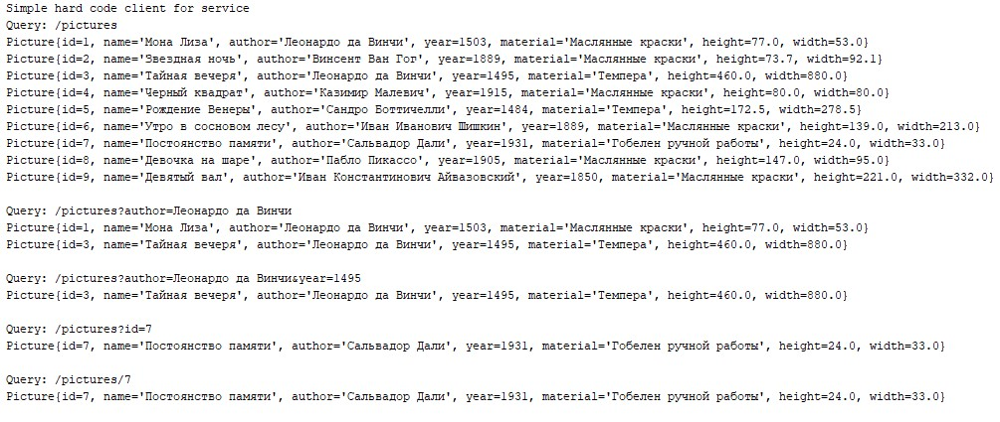 Simple hard code client for service
Query: /pictures
Picture{id=1, name='Мона Лиза', author='Леонардо да Винчи', year=1503, material='Маслянные краски', height=77.0, width=53.0}
Picture{id=2, name='Звездная ночь', author='Винсент Ван Гог', year=1889, material='Маслянные краски', height=73.7, width=92.1}
Picture{id=3, name='Тайная вечеря', author='Леонардо да Винчи', year=1495, material='Темпера', height=460.0, width=880.0}
Picture{id=4, name='Черный квадрат', author='Казимир Малевич', year=1915, material='Маслянные краски', height=80.0, width=80.0}
Picture{id=5, name='Рождение Венеры', author='Сандро Боттичелли', year=1484, material='Темпера', height=172.5, width=278.5}
Picture{id=6, name='Утро в сосновом лесу', author='Иван Иванович Шишкин', year=1889, material='Маслянные краски', height=139.0, width=213.0}
Picture{id=7, name='Постоянство памяти', author='Сальвадор Дали', year=1931, material='Гобелен ручной работы', height=24.0, width=33.0}
Picture{id=8, name='Девочка на шаре', author='Пабло Пикассо', year=1905, material='Маслянные краски', height=147.0, width=95.0}
Picture{id=9, name='Девятый вал', author='Иван Константинович Айвазовский', year=1850, material='Маслянные краски', height=221.0, width=332.0}
Query: /pictures?author=Леонардо да Винчи
Picture{id=1, name='Мона Лиза', author='Леонардо да Винчи', year=1503, material='Маслянные краски', height=77.0, width=53.0}
Picture{id=3, name='Тайная вечеря', author='Леонардо да Винчи', year=1495, material='Темпера', height=460.0, width=880.0}
Query: /pictures?author=Леонардо да Винчи&year=1495
Picture{id=3, name='Тайная вечеря', author='Леонардо да Винчи', year=1495, material='Темпера', height=460.0, width=880.0}
Query: /pictures?id=7
Picture{id=7, name='Постоянство памяти', author='Сальвадор Дали', year=1931, material='Гобелен ручной работы', height=24.0, width=33.0}
Query: /pictures/7
Picture{id=7, name='Постоянство памяти', author='Сальвадор Дали', year=1931, material='Гобелен ручной работы', height=24.0, width=33.0}